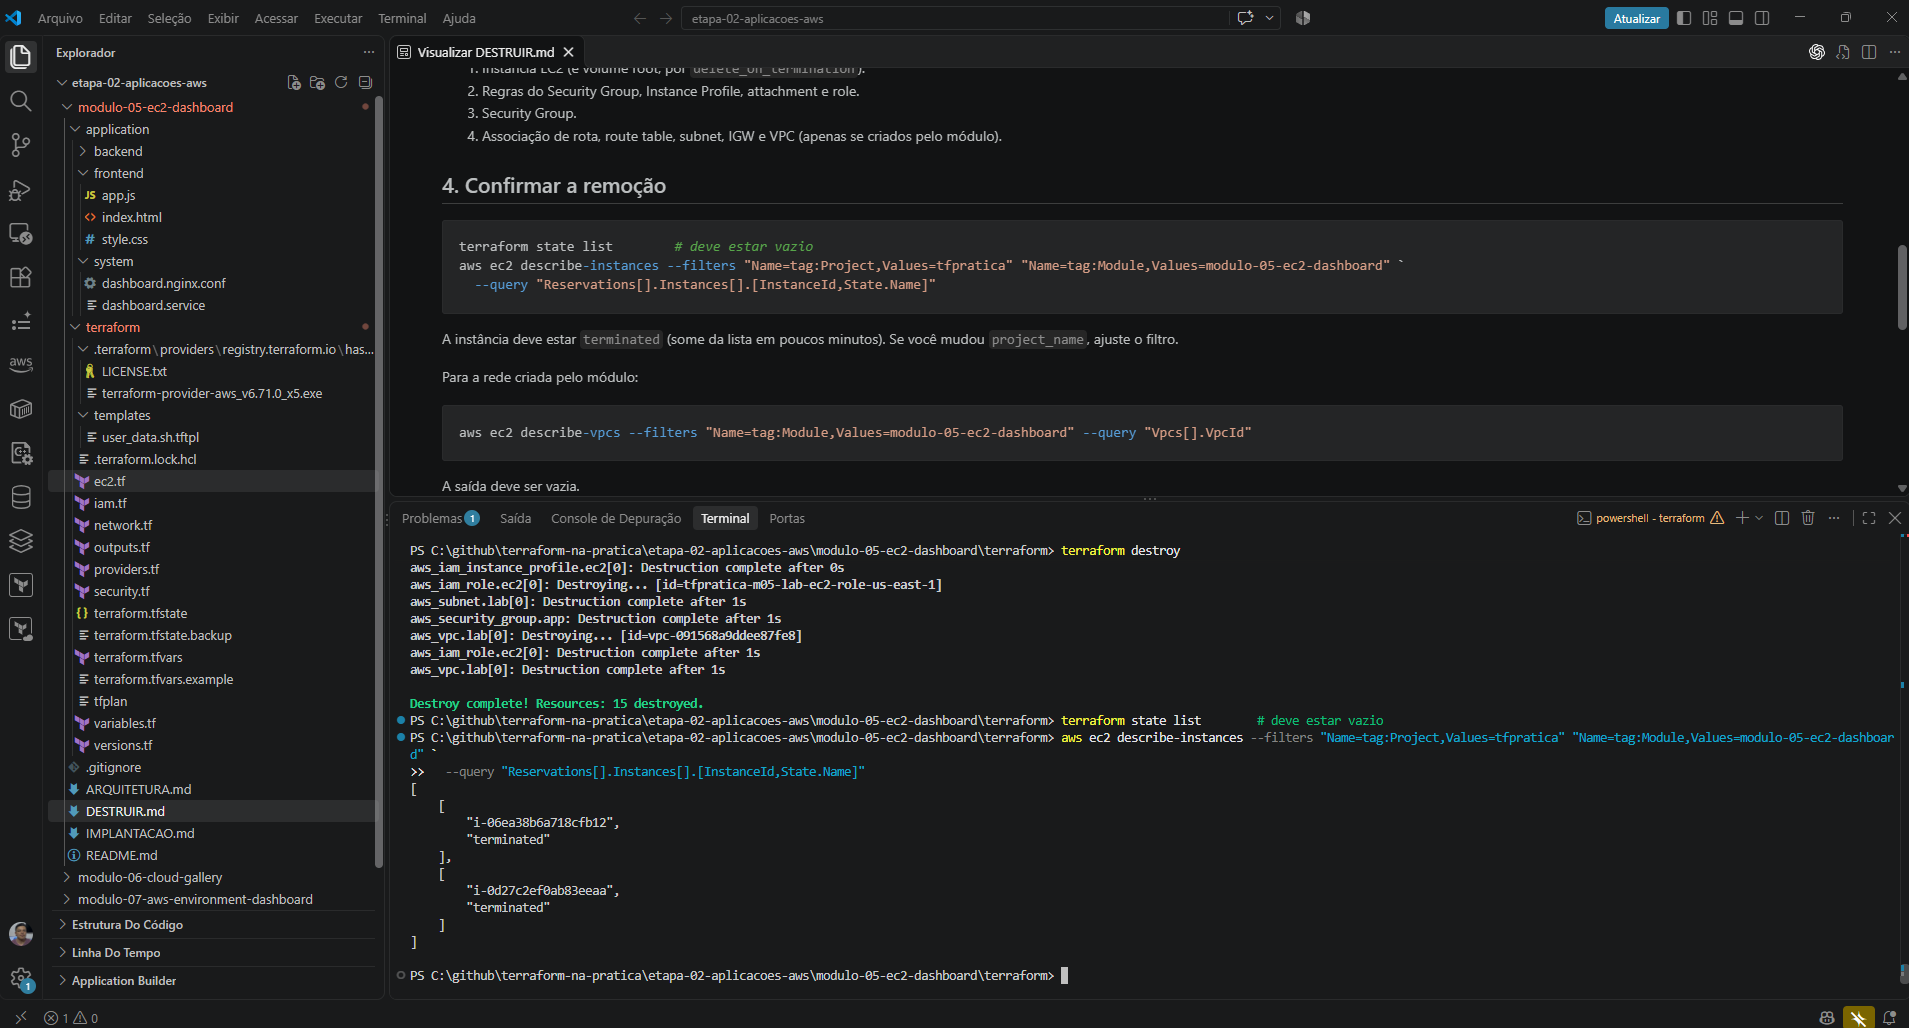 Arquivo Editar Seleção Exibir Acessar Executar Terminal Ajuda
etapa-02-aplicacoes-aws
Atualizar
Explorador
etapa-02-aplicacoes-aws
modulo-05-ec2-dashboard
application
backend
frontend
JS app.js
<> index.html
# style.css
system
dashboard.nginx.conf
dashboard.service
terraform
.terraform\providers\registry.terraform.io\has...
LICENSE.txt
terraform-provider-aws_v6.71.0_x5.exe
templates
user_data.sh.tftpl
.terraform.lock.hcl
ec2.tf
iam.tf
network.tf
outputs.tf
providers.tf
security.tf
{} terraform.tfstate
terraform.tfstate.backup
terraform.tfvars
terraform.tfvars.example
tfplan
variables.tf
versions.tf
.gitignore
ARQUITETURA.md
DESTRUIR.md
IMPLANTACAO.md
README.md
modulo-06-cloud-gallery
modulo-07-aws-environment-dashboard
Estrutura Do Código
Linha Do Tempo
Application Builder
aws
1
Visualizar DESTRUIR.md
1. Instância EC2 (e volume root, por delete_on_termination).
2. Regras do Security Group, Instance Profile, attachment e role.
3. Security Group.
4. Associação de rota, route table, subnet, IGW e VPC (apenas se criados pelo módulo).
4. Confirmar a remoção
terraform state list # deve estar vazio
aws ec2 describe-instances --filters "Name=tag:Project,Values=tfpratica" "Name=tag:Module,Values=modulo-05-ec2-dashboard" `
--query "Reservations[].Instances[].[InstanceId,State.Name]"
A instância deve estar terminated (some da lista em poucos minutos). Se você mudou project_name, ajuste o filtro.
Para a rede criada pelo módulo:
aws ec2 describe-vpcs --filters "Name=tag:Module,Values=modulo-05-ec2-dashboard" --query "Vpcs[].VpcId"
A saída deve ser vazia.
Problemas 1 Saída Console de Depuração Terminal Portas
powershell - terraform
PS C:\github\terraform-na-pratica\etapa-02-aplicacoes-aws\modulo-05-ec2-dashboard\terraform> terraform destroy
aws_iam_instance_profile.ec2[0]: Destruction complete after 0s
aws_iam_role.ec2[0]: Destroying... [id=tfpratica-m05-lab-ec2-role-us-east-1]
aws_subnet.lab[0]: Destruction complete after 1s
aws_security_group.app: Destruction complete after 1s
aws_vpc.lab[0]: Destroying... [id=vpc-091568a9ddee87fe8]
aws_iam_role.ec2[0]: Destruction complete after 1s
aws_vpc.lab[0]: Destruction complete after 1s
Destroy complete! Resources: 15 destroyed.
PS C:\github\terraform-na-pratica\etapa-02-aplicacoes-aws\modulo-05-ec2-dashboard\terraform> terraform state list # deve estar vazio
PS C:\github\terraform-na-pratica\etapa-02-aplicacoes-aws\modulo-05-ec2-dashboard\terraform> aws ec2 describe-instances --filters "Name=tag:Project,Values=tfpratica" "Name=tag:Module,Values=modulo-05-ec2-dashboar
d" `
>> --query "Reservations[].Instances[].[InstanceId,State.Name]"
[
[
"i-06ea38b6a718cfb12",
"terminated"
],
[
"i-0d27c2ef0ab83eeaa",
"terminated"
]
]
PS C:\github\terraform-na-pratica\etapa-02-aplicacoes-aws\modulo-05-ec2-dashboard\terraform>
1 0